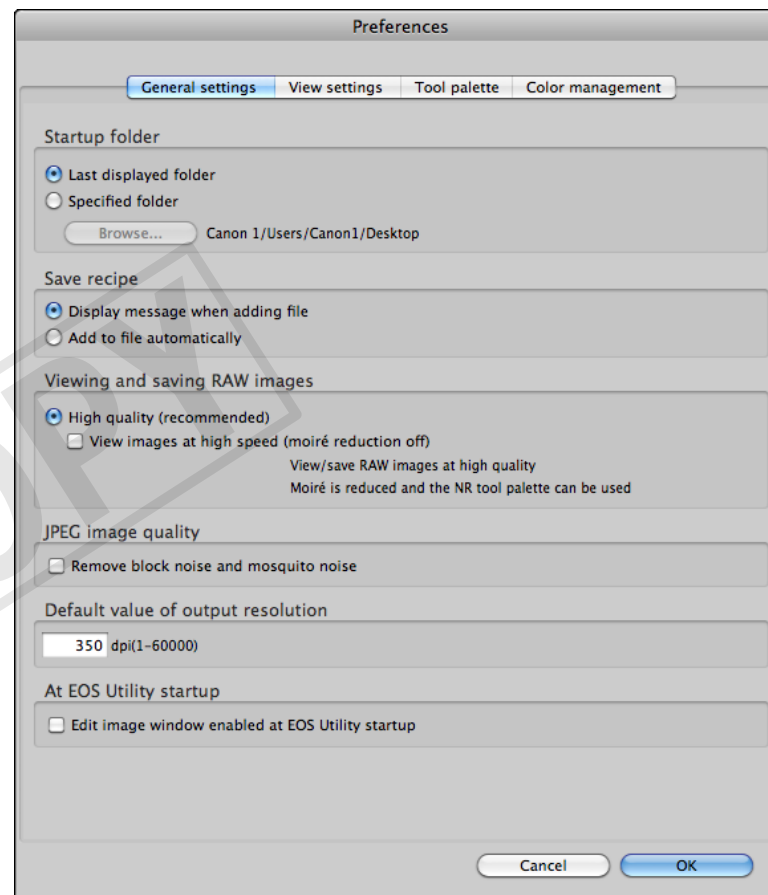 Preferences
General settings View settings Tool palette Color management
Startup folder
Last displayed folder
Specified folder
Browse... Canon 1/Users/Canon1/Desktop
Save recipe
Display message when adding file
Add to file automatically
Viewing and saving RAW images
High quality (recommended)
View images at high speed (moiré reduction off)
View/save RAW images at high quality
Moiré is reduced and the NR tool palette can be used
JPEG image quality
Remove block noise and mosquito noise
Default value of output resolution
350 dpi(1-60000)
At EOS Utility startup
Edit image window enabled at EOS Utility startup
Cancel OK
OPY